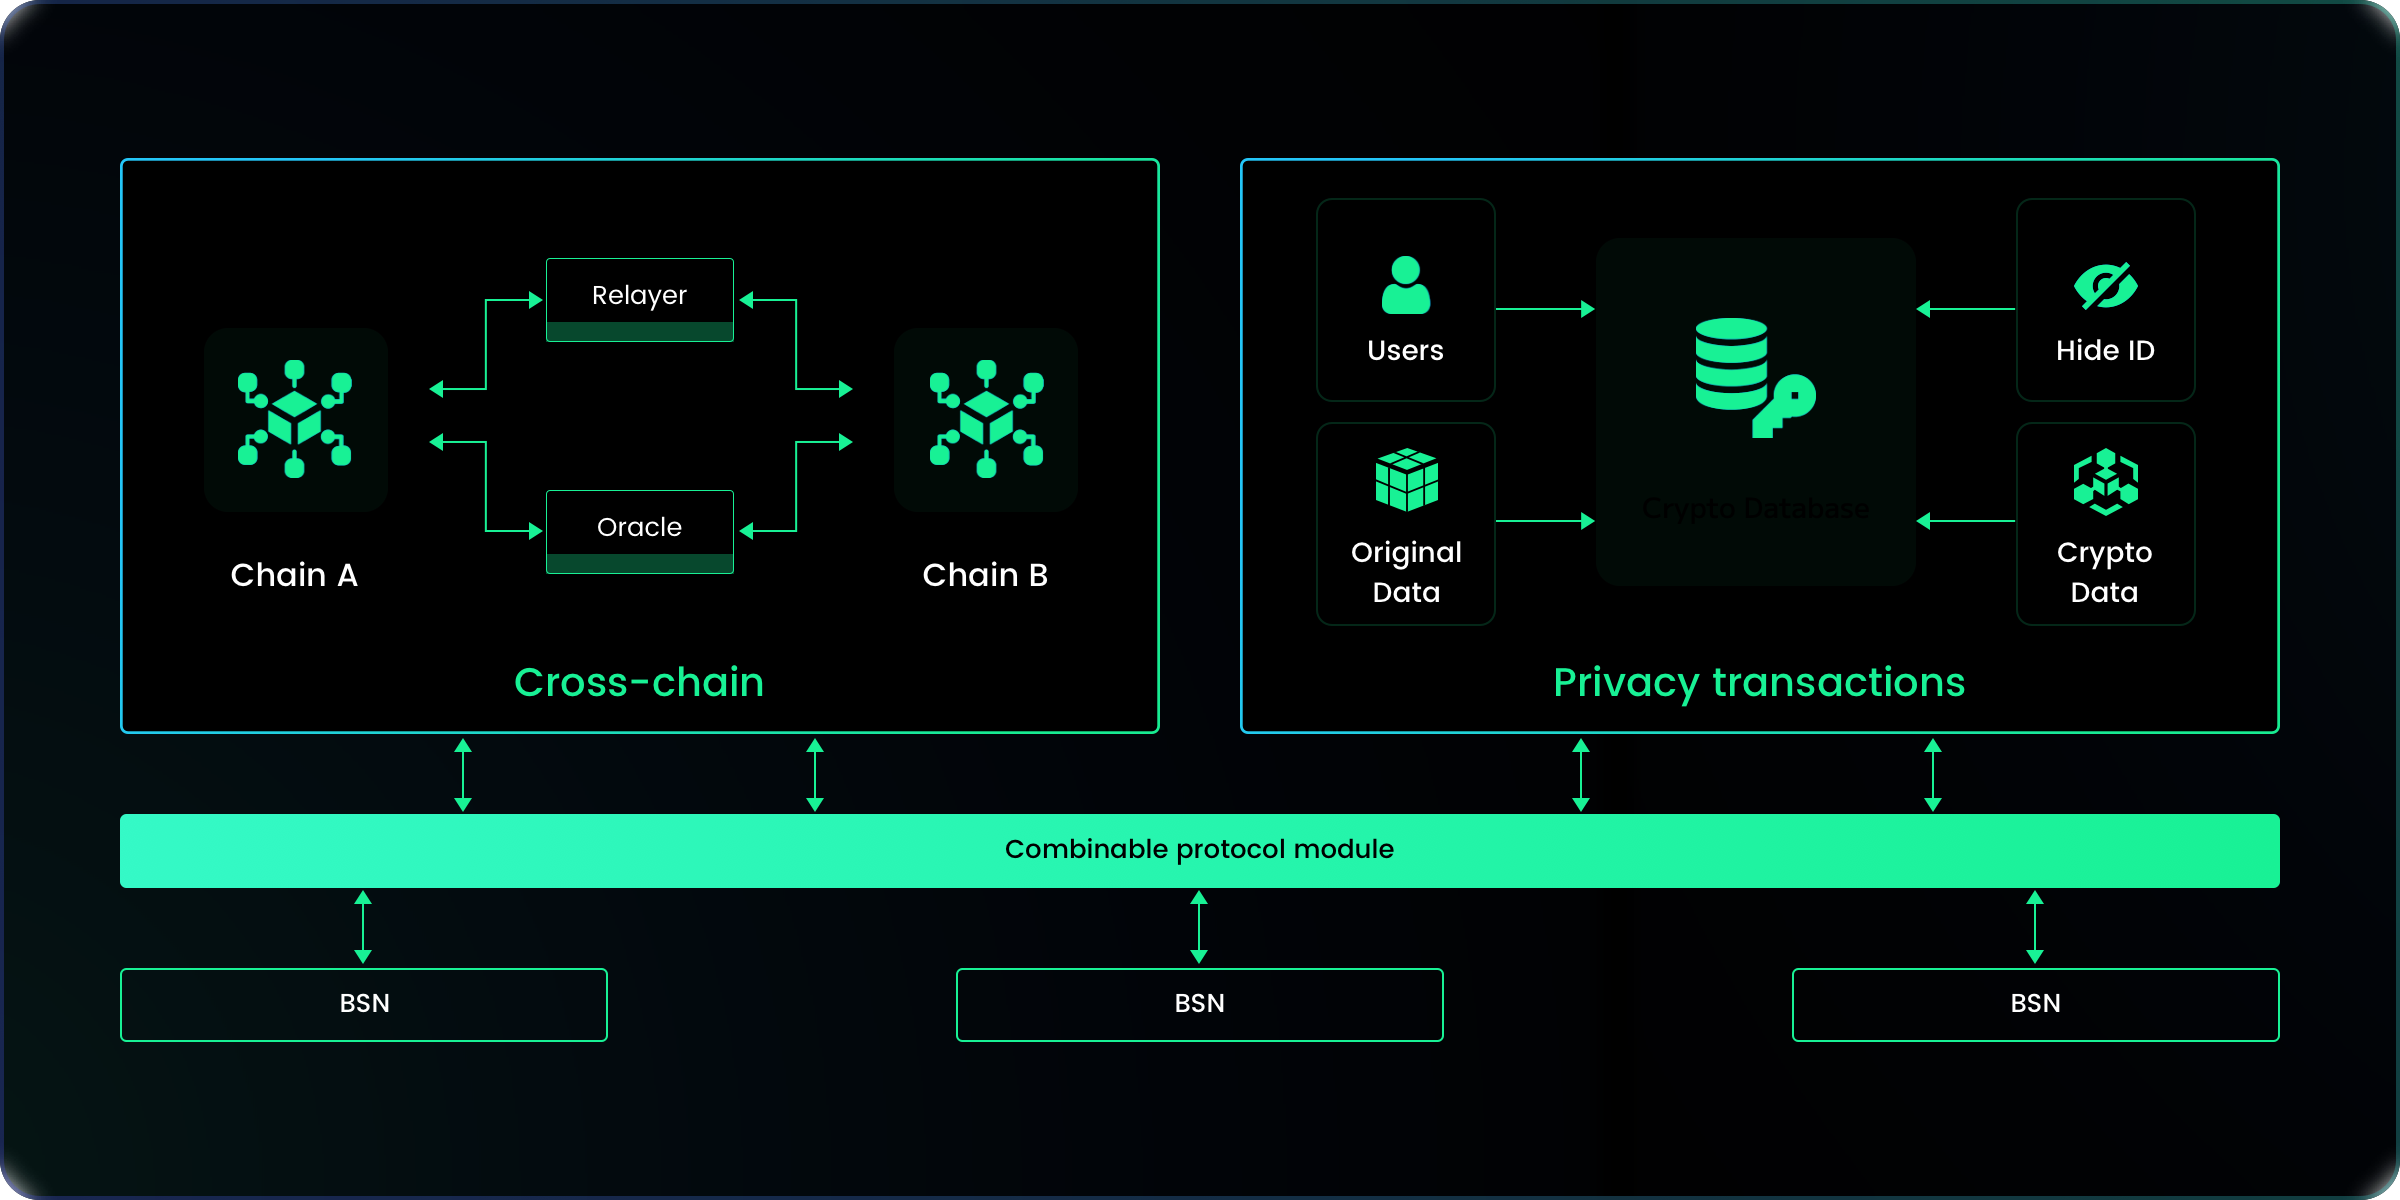 Relayer
Oracle
Chain A
Chain B
Cross-chain
Users
Hide ID
Crypto Database
Original
Data
Crypto
Data
Privacy transactions
Combinable protocol module
BSN
BSN
BSN